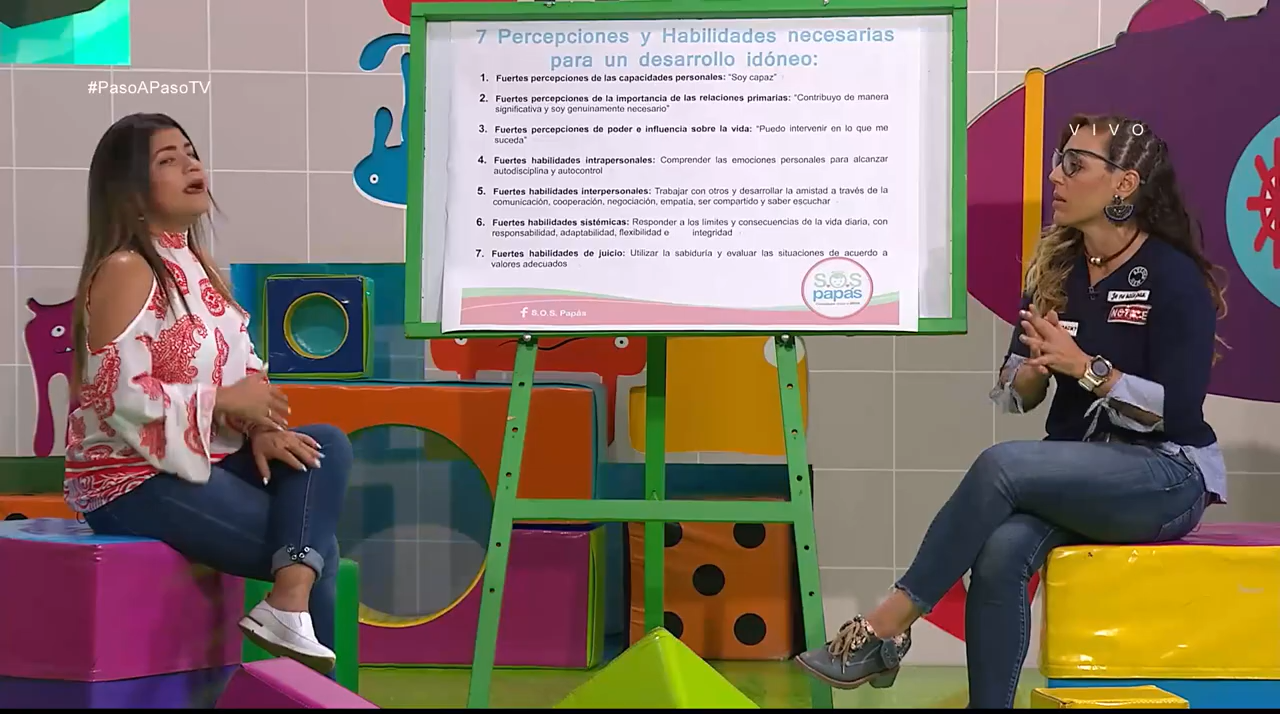 #PasoAPasoTV
VIVO
7 Percepciones y Habilidades necesarias
para un desarrollo idóneo:
1. Fuertes percepciones de las capacidades personales: "Soy capaz"
2. Fuertes percepciones de la importancia de las relaciones primarias: "Contribuyo de manera
significativa y soy genuinamente necesario"
3. Fuertes percepciones de poder e influencia sobre la vida: "Puedo intervenir en lo que me
suceda"
4. Fuertes habilidades intrapersonales: Comprender las emociones personales para alcanzar
autodisciplina y autocontrol
5. Fuertes habilidades interpersonales: Trabajar con otros y desarrollar la amistad a través de la
comunicación, cooperación, negociación, empatía, ser compartido y saber escuchar
6. Fuertes habilidades sistémicas: Responder a los límites y consecuencias de la vida diaria, con
responsabilidad, adaptabilidad, flexibilidad e integridad
7. Fuertes habilidades de juicio: Utilizar la sabiduría y evaluar las situaciones de acuerdo a
valores adecuados
S.O.S
papás
f S.O.S. Papás
NOTICE